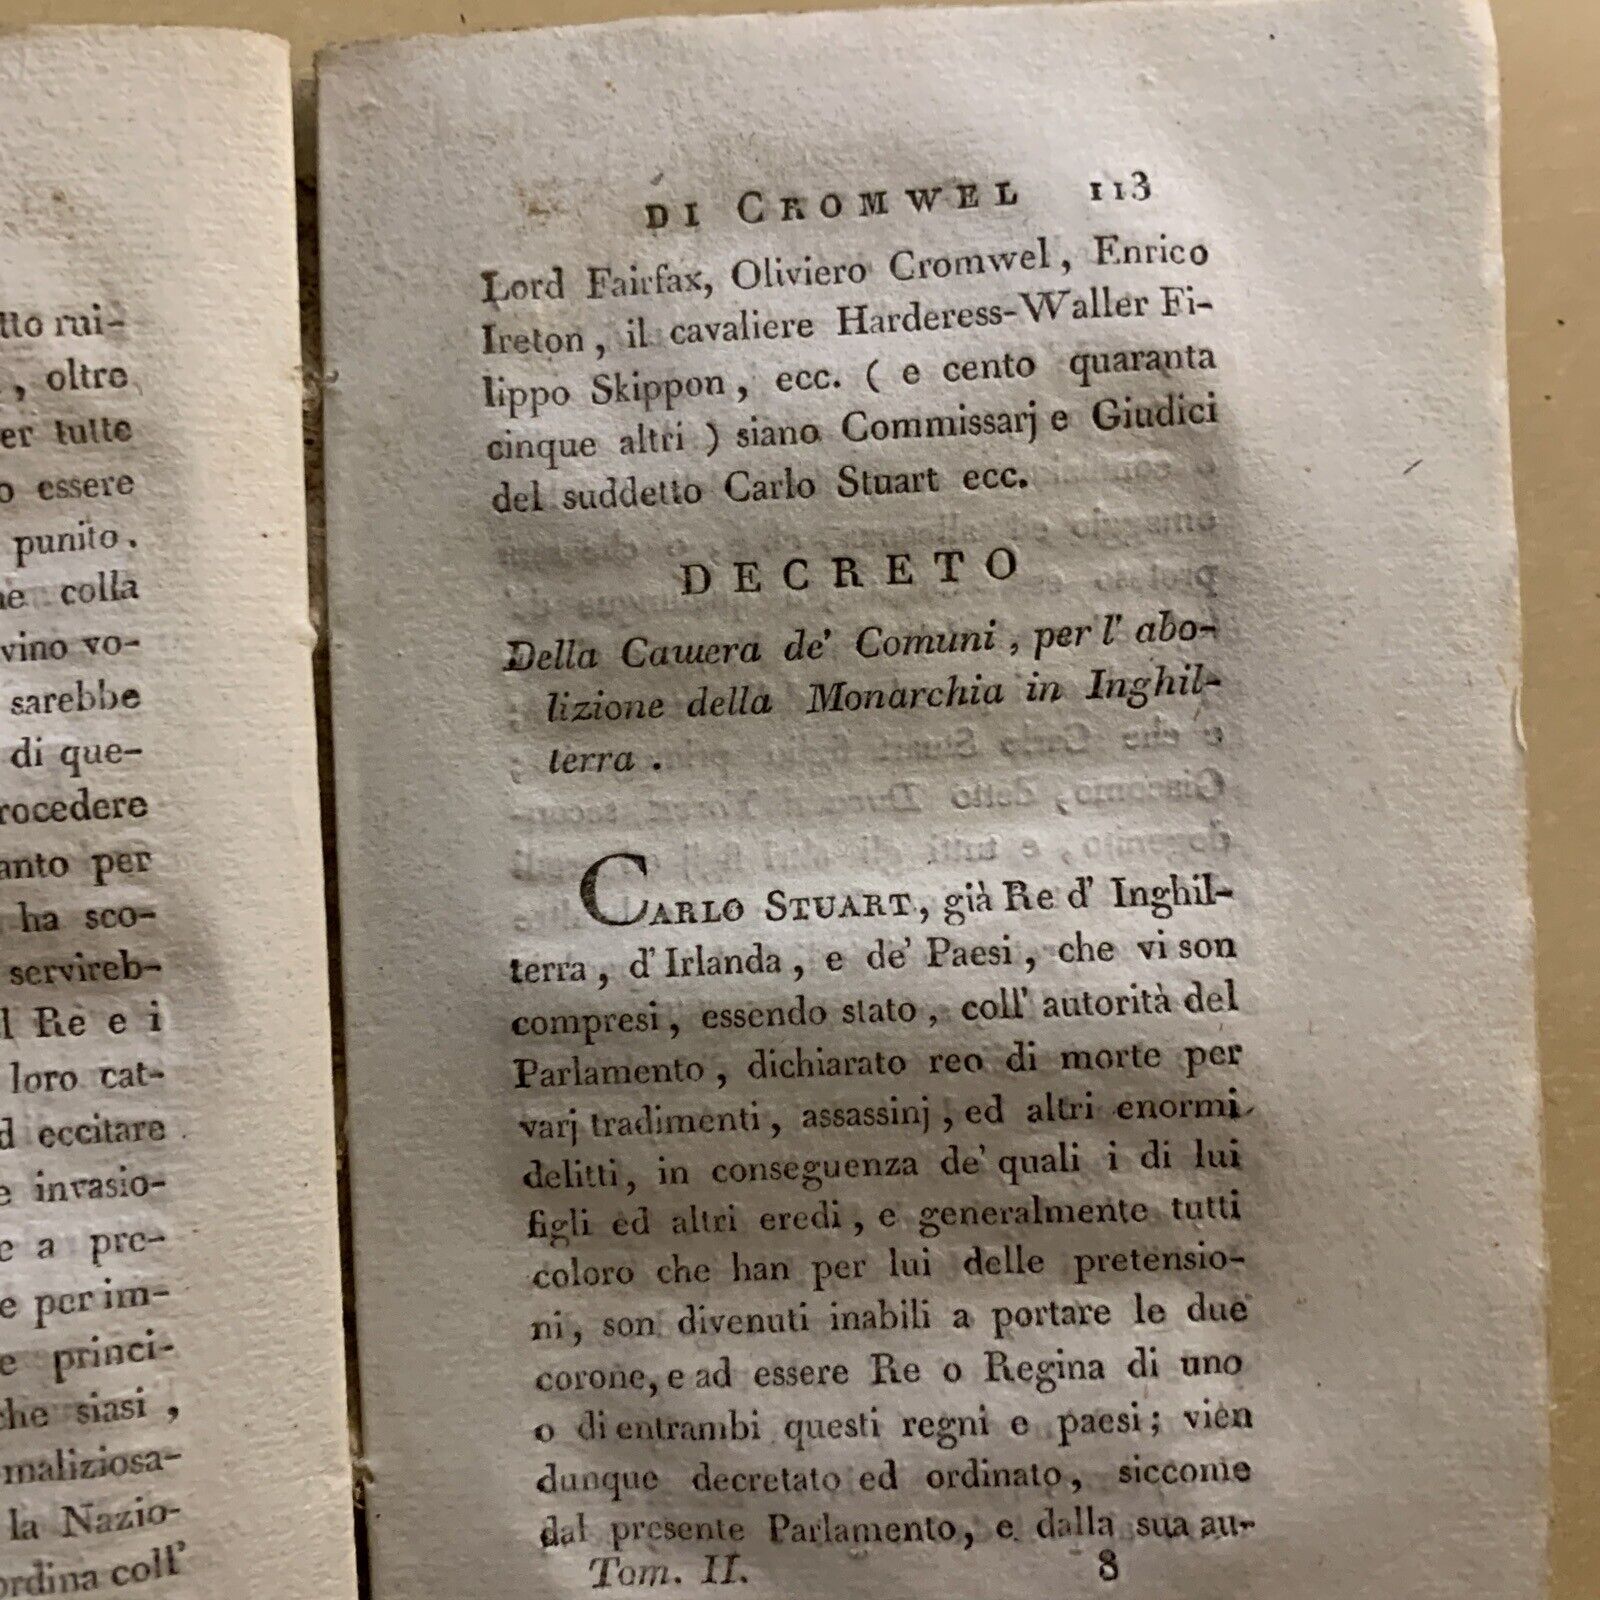 tto rui-
, oltre
er tutte
o essere
punito.
ne colla
vino vo-
sarebbe
di que-
rocedere
anto per
ha sco-
servireb-
l Re e i
loro cat-
d eccitare
e invasio-
e a pre-
e per im-
e princi-
che siasi ,
maliziosa-
la Nazio-
ordina coll'
DI CROMWEL 113
Lord Fairfax, Oliviero Cromwel , Enrico
Ireton , il cavaliere Harderess-Waller Fi-
lippo Skippon , ecc. ( e cento quaranta
cinque altri ) siano Commissarj e Giudici
del suddetto Carlo Stuart ecc.
DECRETO
Della Camera de' Comuni , per l' abo-
lizione della Monarchia in Inghil-
terra .
CARLO STUART, già Re d' Inghil-
terra , d' Irlanda , e de' Paesi , che vi son
compresi , essendo stato , coll' autorità del
Parlamento , dichiarato reo di morte per
varj tradimenti , assassinj , ed altri enormi
delitti , in conseguenza de' quali i di lui
figli ed altri eredi , e generalmente tutti
coloro che han per lui delle pretensio-
ni , son divenuti inabili a portare le due
corone, e ad essere Re o Regina di uno
o di entrambi questi regni e paesi ; vien
dunque decretato ed ordinato , siccome
dal presente Parlamento , e dalla sua au-
Tom. II. 8